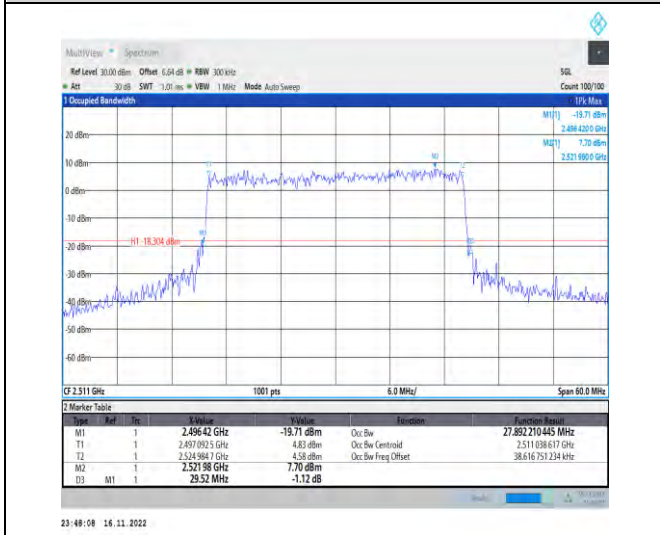 MultiView Spectrum
Ref Level 30.00 dBm Offset 6.64 dB RBW 300 kHz SGL
Att 30 dB SWT 1.01 ms VBW 1 MHz Mode Auto Sweep Count 100/100
1 Occupied Bandwidth 1Pk Max
M1[1] -19.71 dBm
2.496 4200 GHz
M2[1] 7.70 dBm
2.521 9800 GHz
20 dBm
10 dBm
0 dBm
-10 dBm
H1 -18.304 dBm
-20 dBm
-30 dBm
-40 dBm
-50 dBm
-60 dBm
CF 2.511 GHz 1001 pts 6.0 MHz/ Span 60.0 MHz
2 Marker Table
Type Ref Trc X-Value Y-Value Function Function Result
M1 1 2.496 42 GHz -19.71 dBm Occ Bw 27.892 210 445 MHz
T1 1 2.497 092 5 GHz 4.83 dBm Occ Bw Centroid 2.511 038 617 GHz
T2 1 2.524 984 7 GHz 4.58 dBm Occ Bw Freq Offset 38.616 751 234 kHz
M2 1 2.521 98 GHz 7.70 dBm
D3 M1 1 29.52 MHz -1.12 dB
23:48:08 16.11.2022